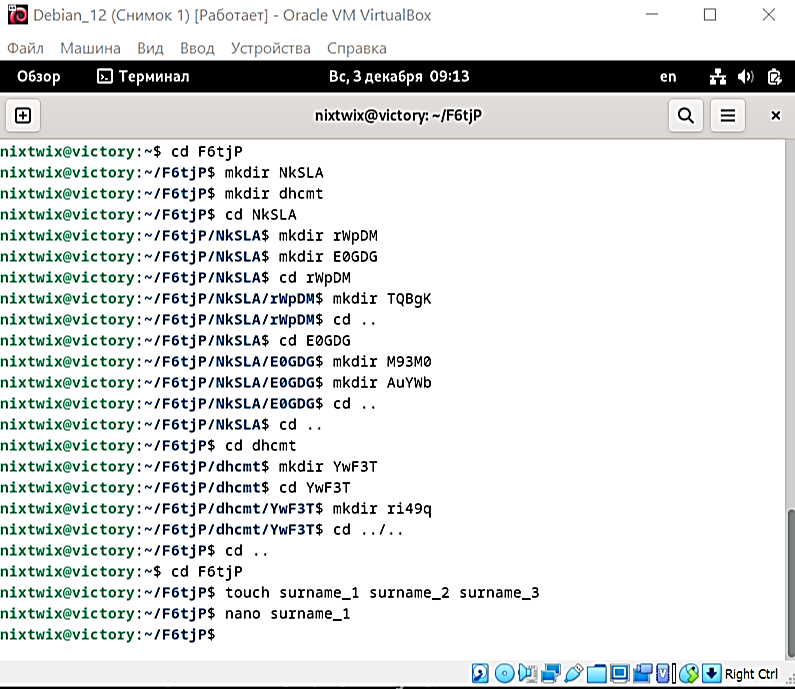 Debian_12 (Снимок 1) [Работает] - Oracle VM VirtualBox
Файл Машина Вид Ввод Устройства Справка
Обзор Терминал Вс, 3 декабря 09:13 en
nixtwix@victory: ~/F6tjP
nixtwix@victory:~$ cd F6tjP
nixtwix@victory:~/F6tjP$ mkdir NkSLA
nixtwix@victory:~/F6tjP$ mkdir dhcmt
nixtwix@victory:~/F6tjP$ cd NkSLA
nixtwix@victory:~/F6tjP/NkSLA$ mkdir rWpDM
nixtwix@victory:~/F6tjP/NkSLA$ mkdir E0GDG
nixtwix@victory:~/F6tjP/NkSLA$ cd rWpDM
nixtwix@victory:~/F6tjP/NkSLA/rWpDM$ mkdir TQBgK
nixtwix@victory:~/F6tjP/NkSLA/rWpDM$ cd ..
nixtwix@victory:~/F6tjP/NkSLA$ cd E0GDG
nixtwix@victory:~/F6tjP/NkSLA/E0GDG$ mkdir M93M0
nixtwix@victory:~/F6tjP/NkSLA/E0GDG$ mkdir AuYWb
nixtwix@victory:~/F6tjP/NkSLA/E0GDG$ cd ..
nixtwix@victory:~/F6tjP/NkSLA$ cd ..
nixtwix@victory:~/F6tjP$ cd dhcmt
nixtwix@victory:~/F6tjP/dhcmt$ mkdir YwF3T
nixtwix@victory:~/F6tjP/dhcmt$ cd YwF3T
nixtwix@victory:~/F6tjP/dhcmt/YwF3T$ mkdir ri49q
nixtwix@victory:~/F6tjP/dhcmt/YwF3T$ cd ../..
nixtwix@victory:~/F6tjP$ cd ..
nixtwix@victory:~$ cd F6tjP
nixtwix@victory:~/F6tjP$ touch surname_1 surname_2 surname_3
nixtwix@victory:~/F6tjP$ nano surname_1
nixtwix@victory:~/F6tjP$
Right Ctrl